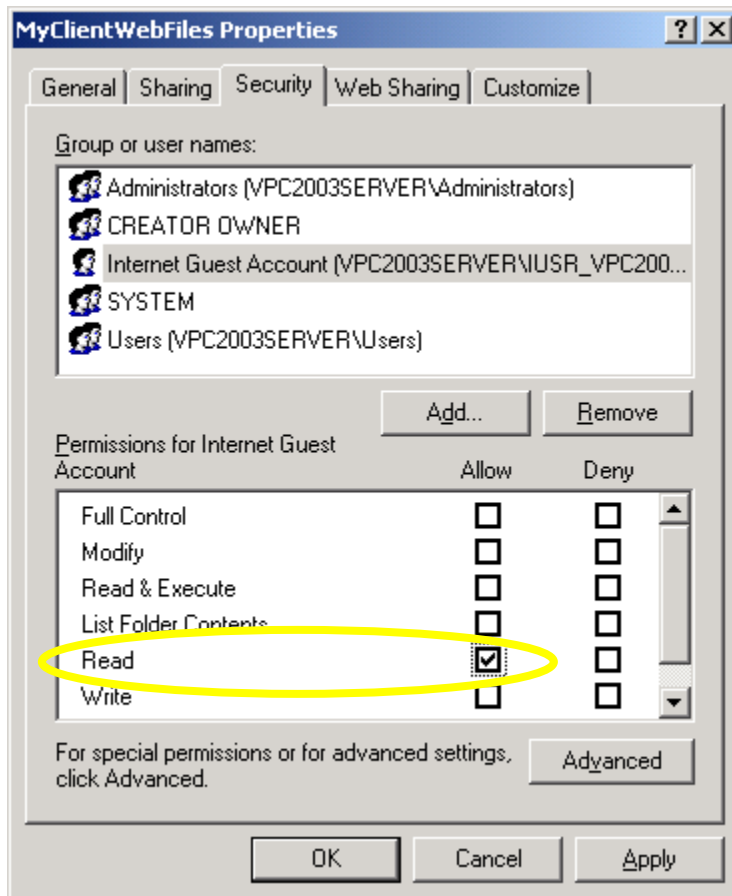 MyClientWebFiles Properties
General Sharing Security Web Sharing Customize
Group or user names:
Administrators (VPC2003SERVER\Administrators)
CREATOR OWNER
Internet Guest Account (VPC2003SERVER\IUSR_VPC200...
SYSTEM
Users (VPC2003SERVER\Users)
Add... Remove
Permissions for Internet Guest
Account Allow Deny
Full Control
Modify
Read & Execute
List Folder Contents
Read
Write
For special permissions or for advanced settings,
click Advanced.
Advanced
OK Cancel Apply